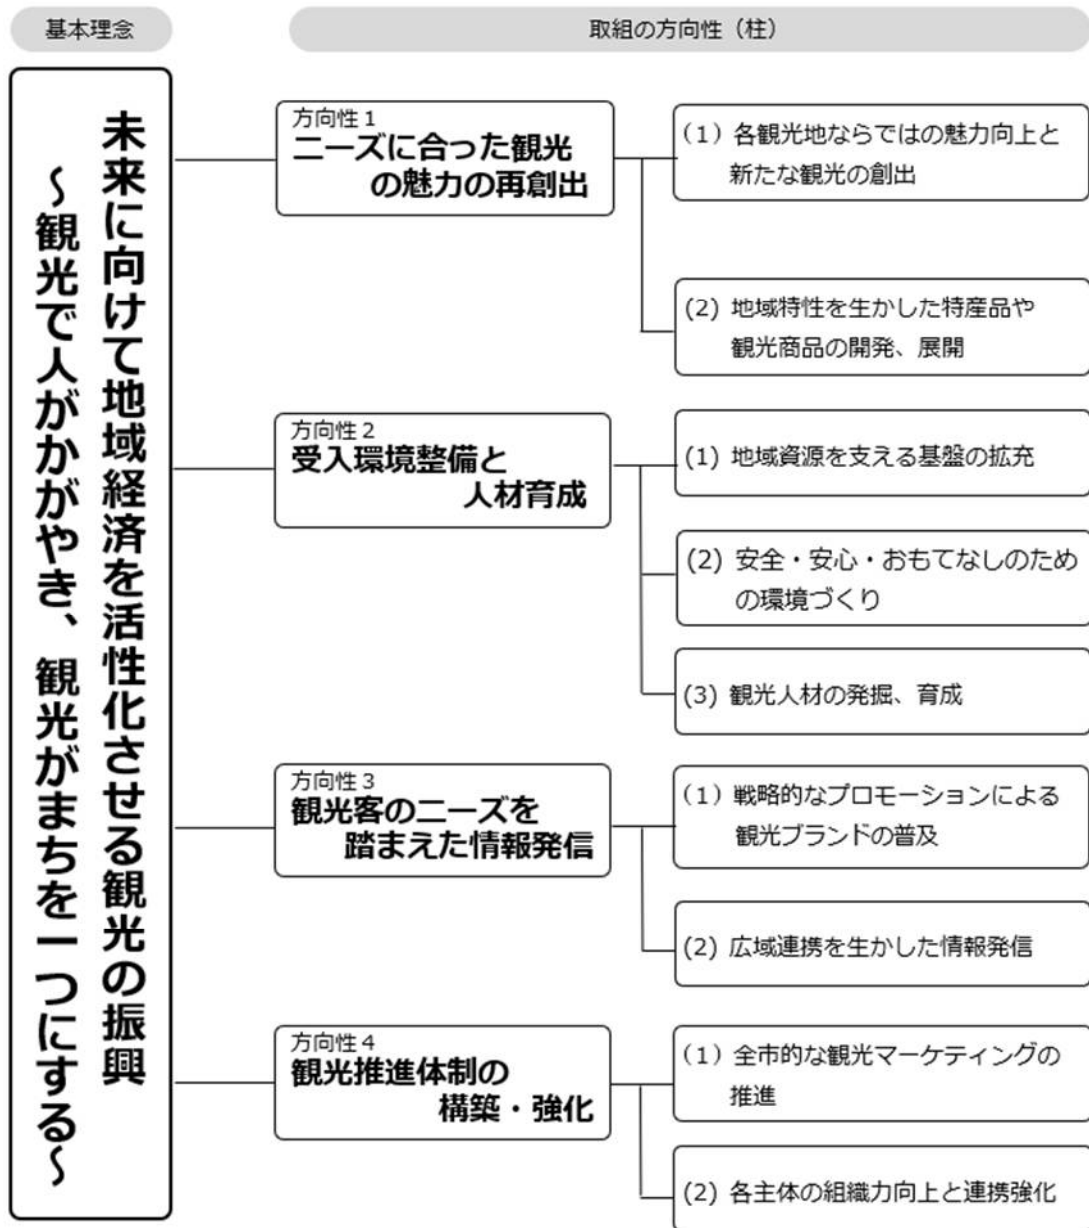 基本理念
取組の方向性（柱）
未来に向けて地域経済を活性化させる観光の振興
～観光で人がかがやき、観光がまちを一つにする～
方向性１
ニーズに合った観光
の魅力の再創出
（1）各観光地ならではの魅力向上と
新たな観光の創出
(2) 地域特性を生かした特産品や
観光商品の開発、展開
方向性２
受入環境整備と
人材育成
(1) 地域資源を支える基盤の拡充
(2) 安全・安心・おもてなしのため
の環境づくり
(3) 観光人材の発掘、育成
方向性３
観光客のニーズを
踏まえた情報発信
（1）戦略的なプロモーションによる
観光ブランドの普及
(2) 広域連携を生かした情報発信
方向性４
観光推進体制の
構築・強化
（1）全市的な観光マーケティングの
推進
(2) 各主体の組織力向上と連携強化